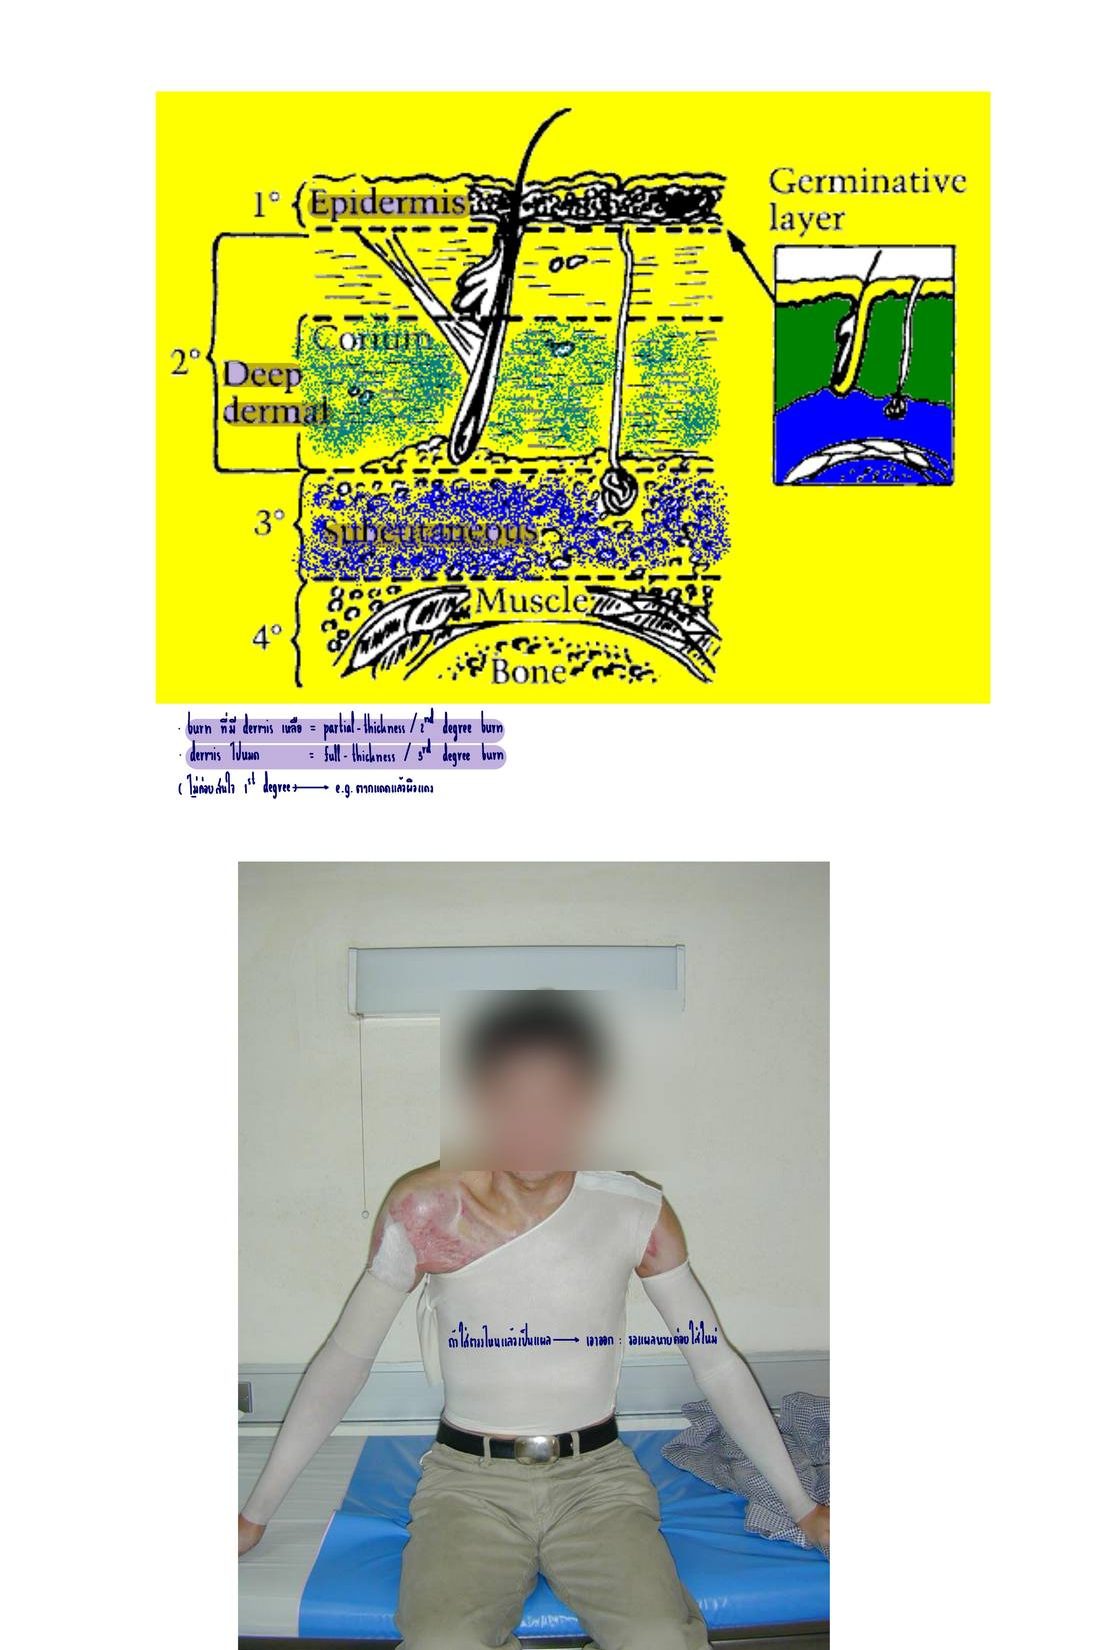 Germinative
layer
1° Epidermis
2°
Corium
Deep
dermal
3° Subcutaneous
4° Muscle
Bone
· burn ที่มี dermis เหลือ = partial-thickness / 2nd degree burn
· dermis ไปหมด = full-thickness / 3rd degree burn
( ไม่ค่อยสนใจ 1st degree) → e.g. ตากแดดแล้วผิวแดง
ถ้าใส่ตรงไหนแล้วเป็นแผล → เอาออก : รอแผลหายค่อยใส่ใหม่